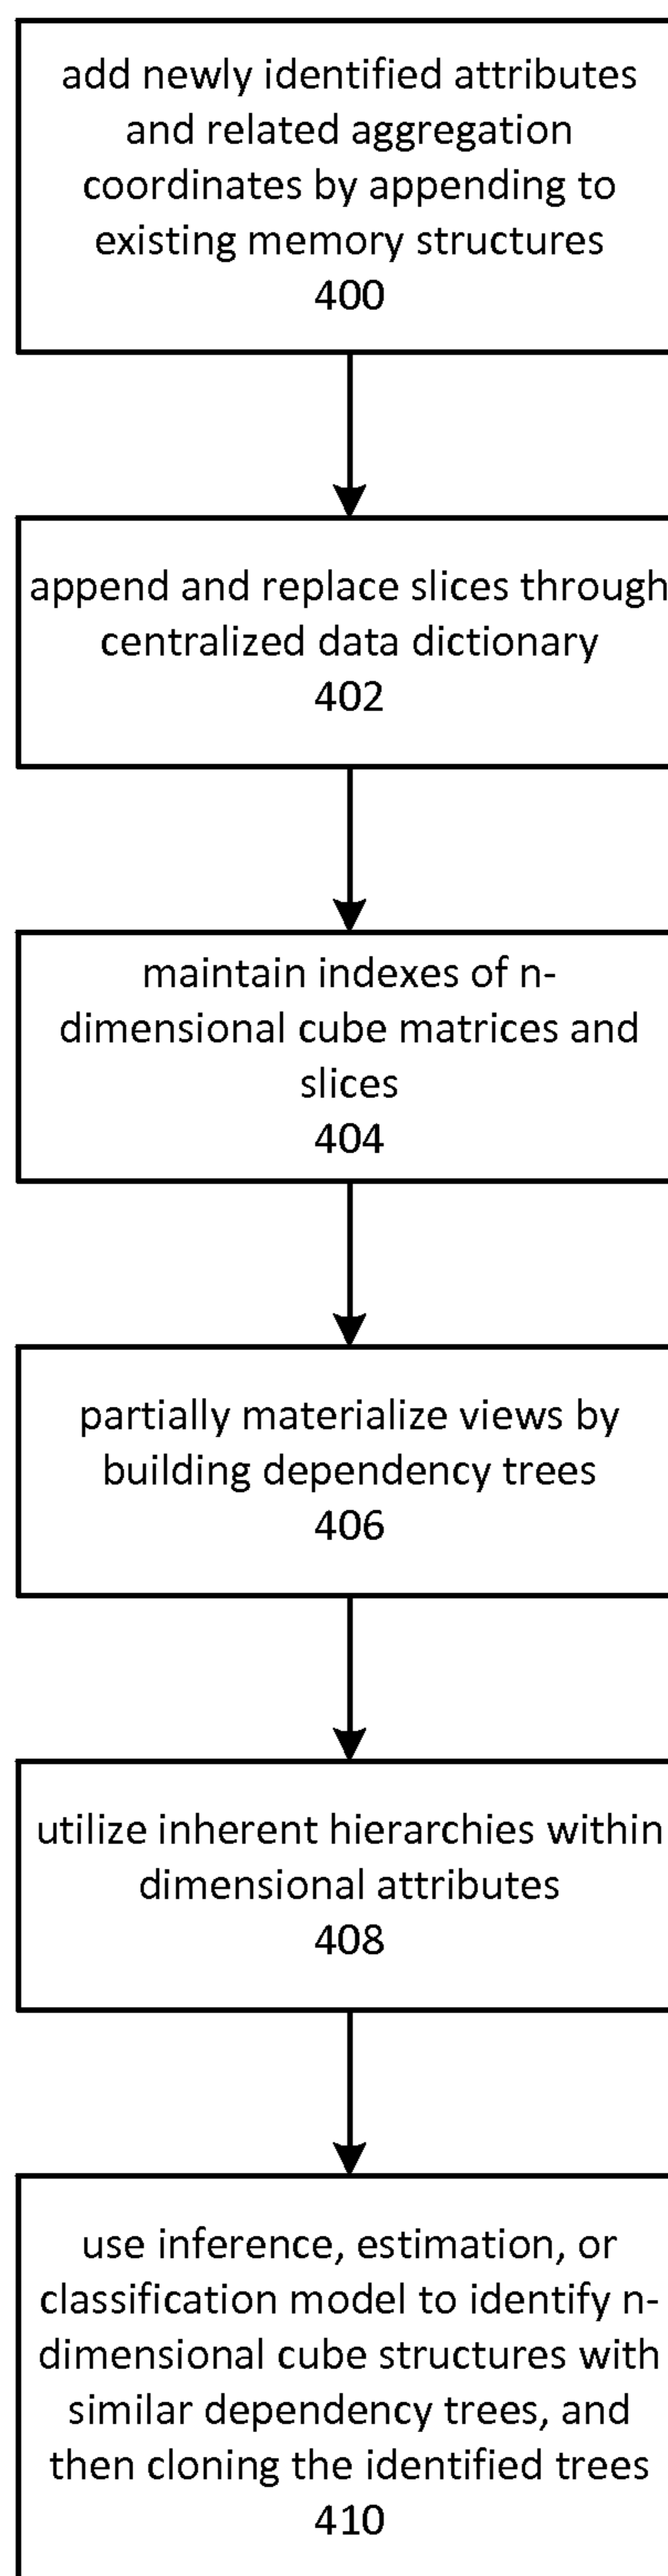 add newly identified attributes
and related aggregation
coordinates by appending to
existing memory structures
400
append and replace slices through
centralized data dictionary
402
maintain indexes of n-
dimensional cube matrices and
slices
404
partially materialize views by
building dependency trees
406
utilize inherent hierarchies within
dimensional attributes
408
use inference, estimation, or
classification model to identify n-
dimensional cube structures with
similar dependency trees, and
then cloning the identified trees
410